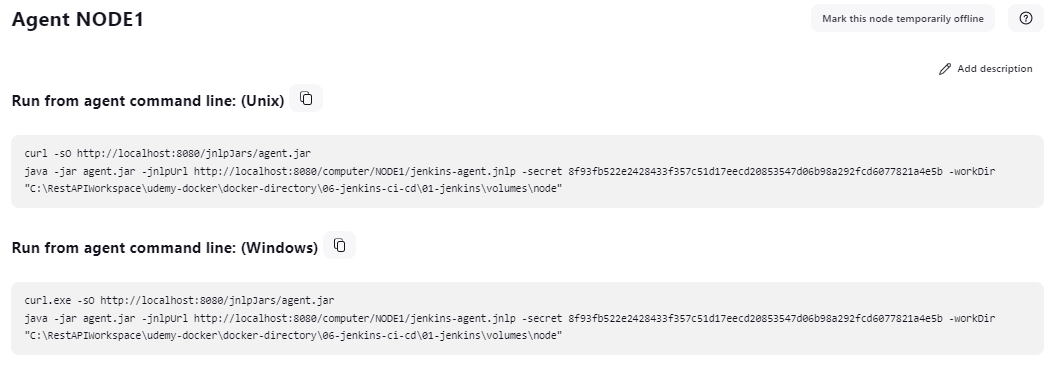 Agent NODE1
Mark this node temporarily offline
Add description
Run from agent command line: (Unix)
curl -sO http://localhost:8080/jnlpJars/agent.jar
java -jar agent.jar -jnlpUrl http://localhost:8080/computer/NODE1/jenkins-agent.jnlp -secret 8f93fb522e2428433f357c51d17eecd20853547d06b98a292fcd6077821a4e5b -workDir
"C:\RestAPIWorkspace\udemy-docker\docker-directory\06-jenkins-ci-cd\01-jenkins\volumes\node"
Run from agent command line: (Windows)
curl.exe -sO http://localhost:8080/jnlpJars/agent.jar
java -jar agent.jar -jnlpUrl http://localhost:8080/computer/NODE1/jenkins-agent.jnlp -secret 8f93fb522e2428433f357c51d17eecd20853547d06b98a292fcd6077821a4e5b -workDir
"C:\RestAPIWorkspace\udemy-docker\docker-directory\06-jenkins-ci-cd\01-jenkins\volumes\node"